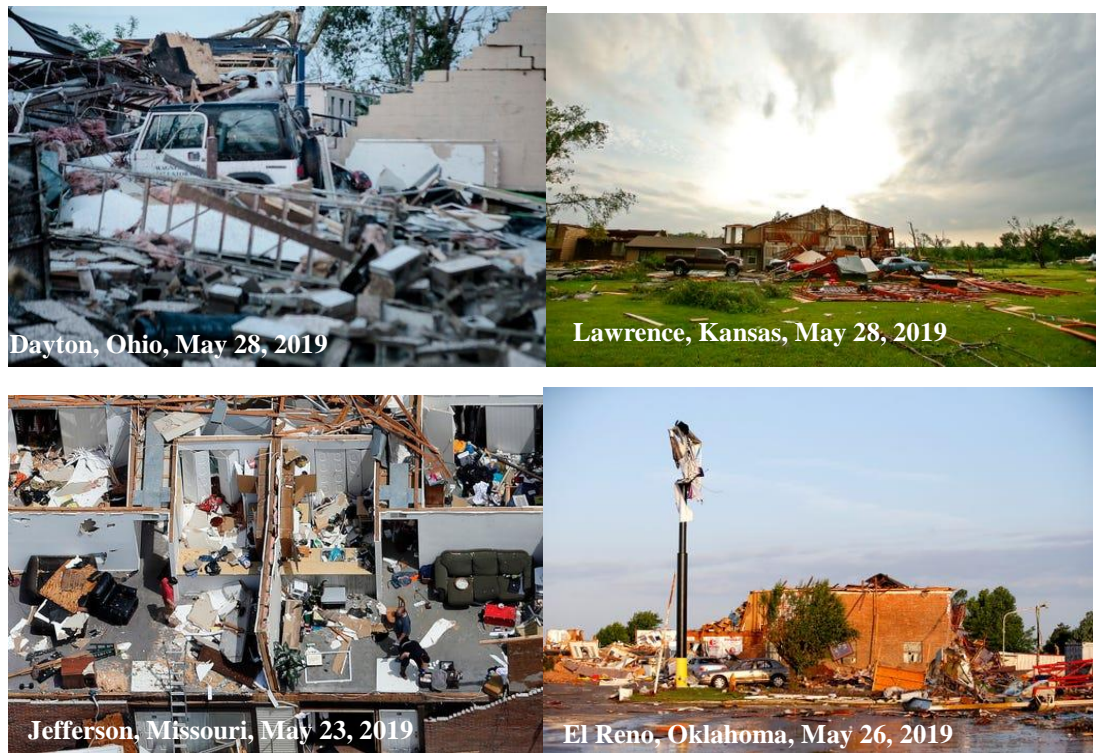 Dayton, Ohio, May 28, 2019
Lawrence, Kansas, May 28, 2019
Jefferson, Missouri, May 23, 2019
El Reno, Oklahoma, May 26, 2019